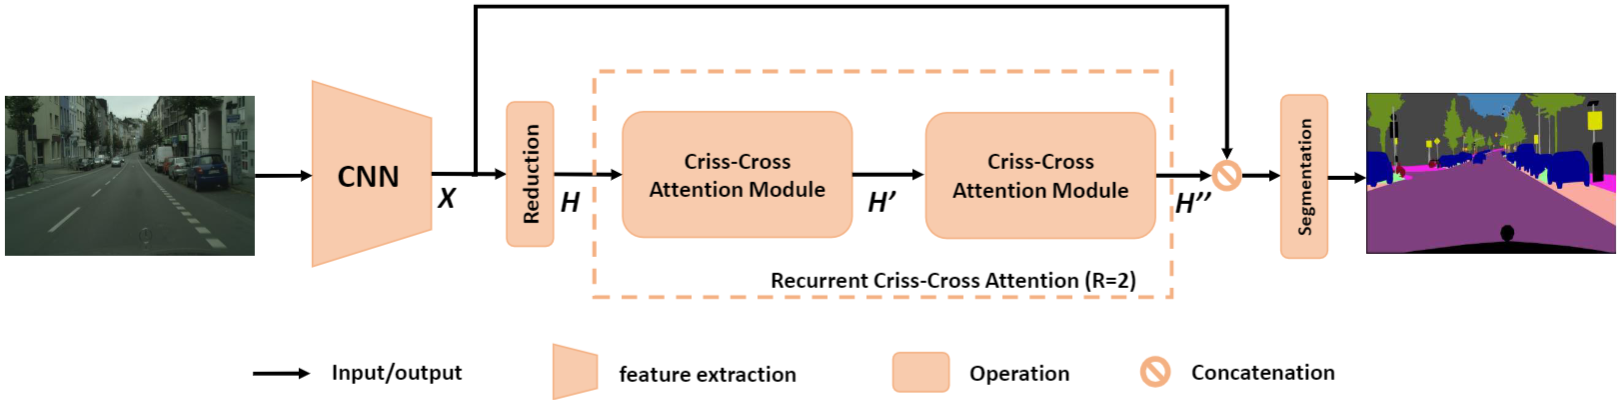 CNN
X
Reduction
H
Criss-Cross
Attention Module
H'
Criss-Cross
Attention Module
H''
Segmentation
Recurrent Criss-Cross Attention (R=2)
Input/output
feature extraction
Operation
Concatenation